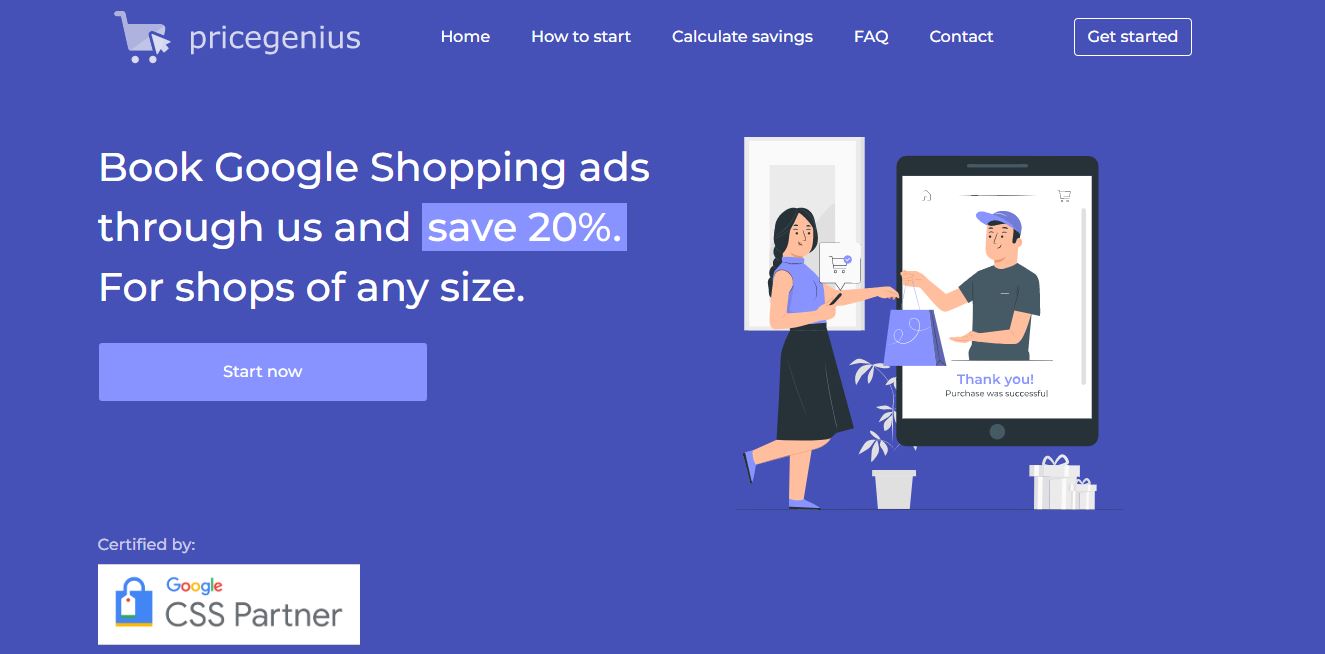 pricegenius
Home
How to start
Calculate savings
FAQ
Contact
Get started
Book Google Shopping ads
through us and save 20%.
For shops of any size.
Start now
Thank you!
Purchase was successful
Certified by:
Google
CSS Partner